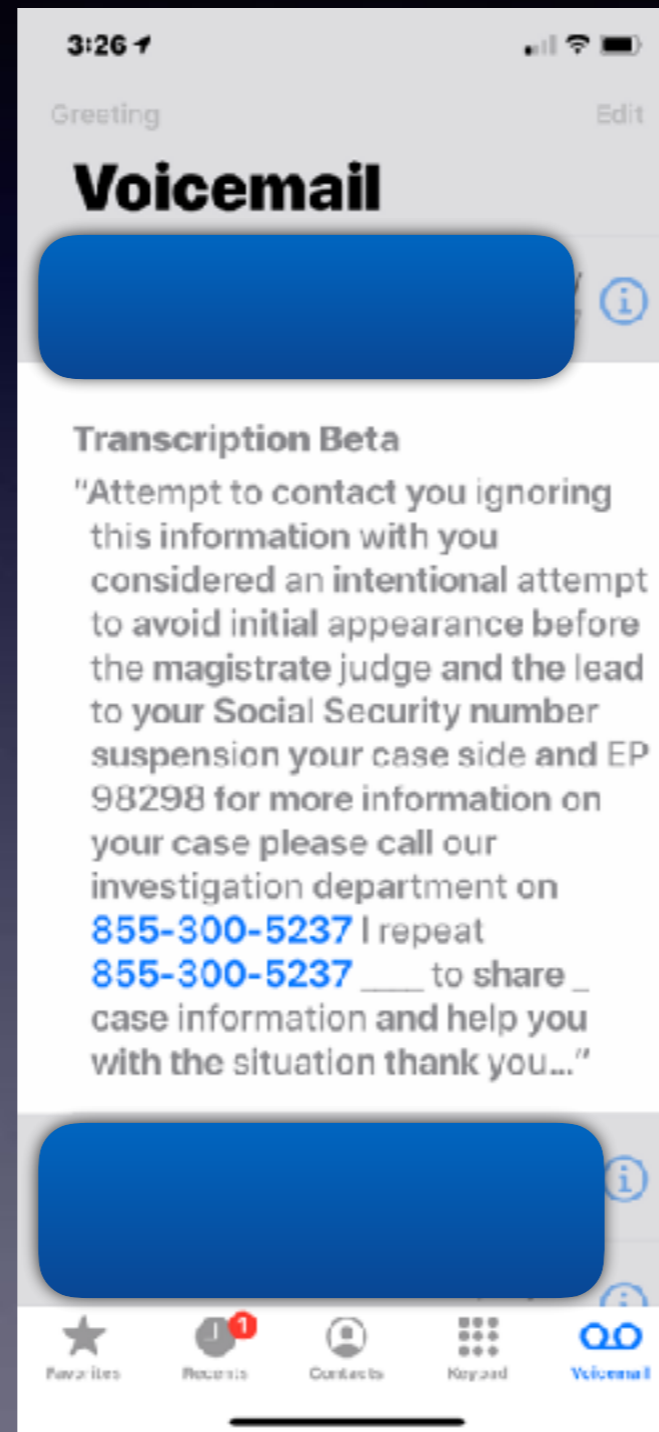 3:26
Greeting
Edit
Voicemail
Transcription Beta
"Attempt to contact you ignoring
this information with you
considered an intentional attempt
to avoid initial appearance before
the magistrate judge and the lead
to your Social Security number
suspension your case side and EP
98298 for more information on
your case please call our
investigation department on
855-300-5237 I repeat
855-300-5237 ____ to share _
case information and help you
with the situation thank you..."
1
Favorites
Recents
Contacts
Keypad
Voicemail